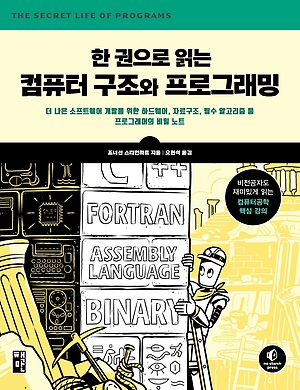 THE SECRET LIFE OF PROGRAMS
한 권으로 읽는
컴퓨터 구조와 프로그래밍
더 나은 소프트웨어 개발을 위한 하드웨어, 자료구조, 필수 알고리즘 등
프로그래머의 비밀 노트
조너선 스타인하트 지음 | 오현석 옮김
비전공자도
재미있게 읽는
컴퓨터공학
핵심 강의
C++
FORTRAN
ASSEMBLY
LANGUAGE
BINARY
책만
no starch
press